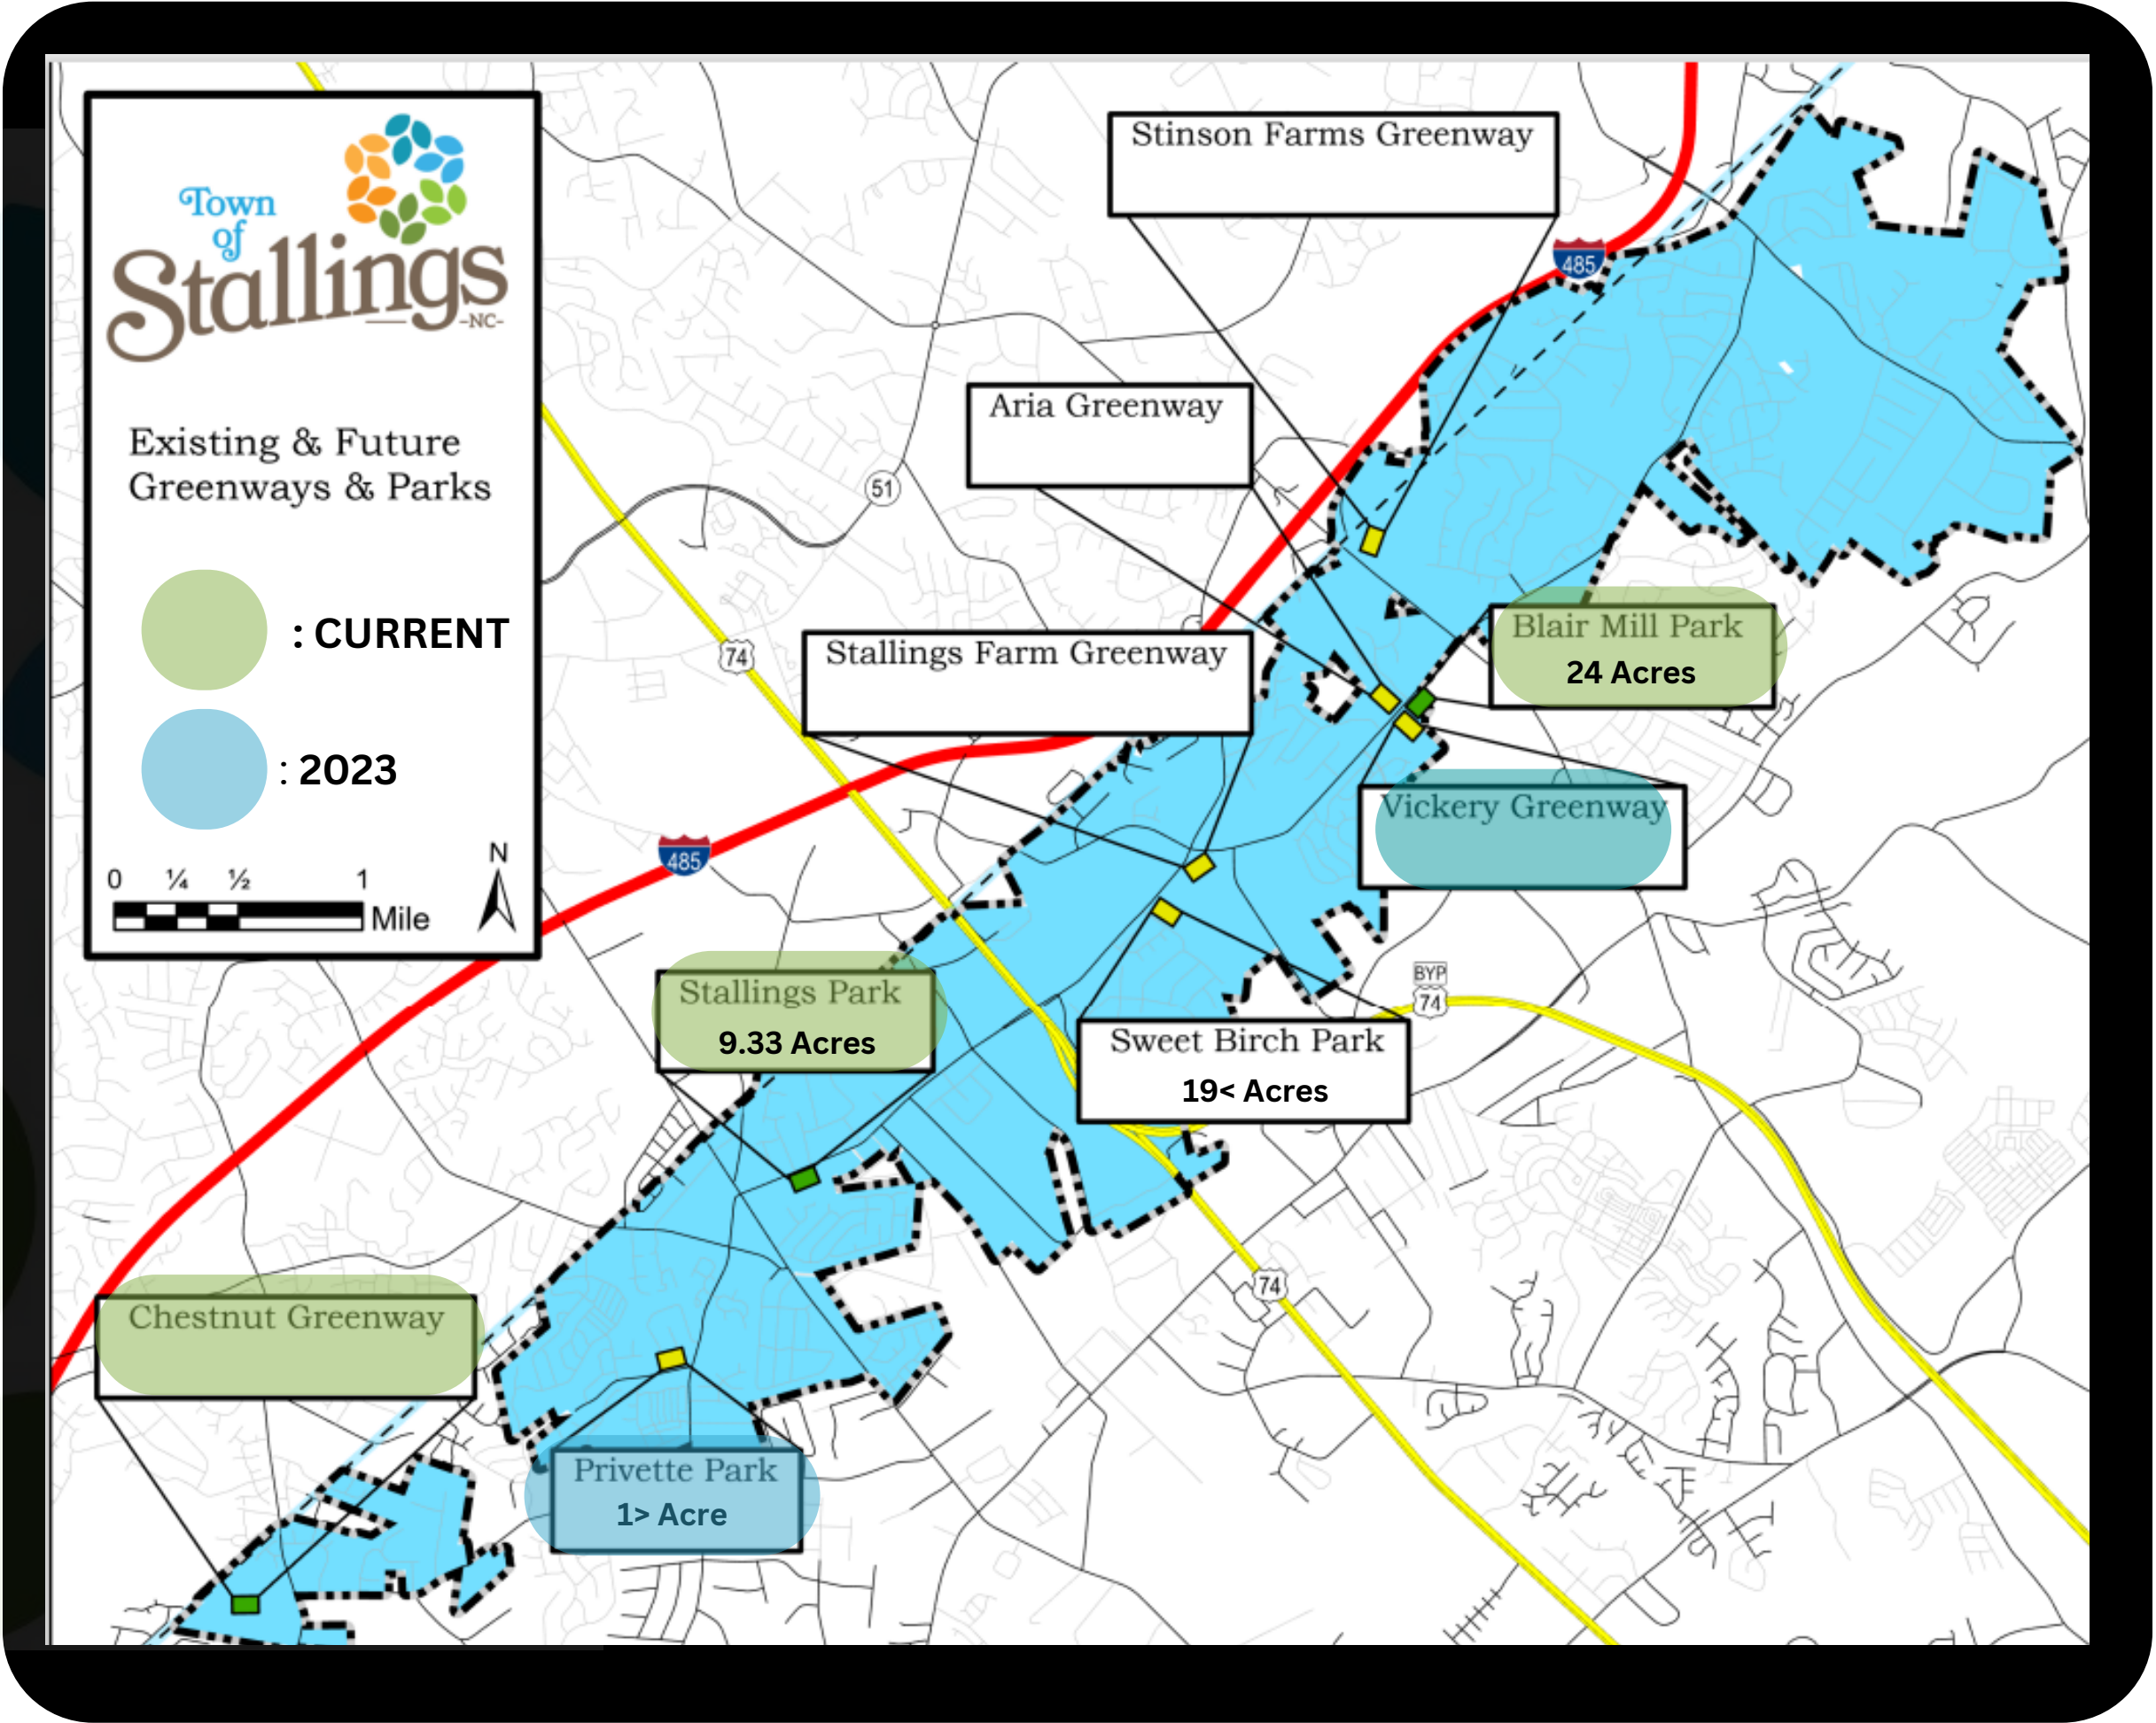 Town
of
Stallings
-NC-
Existing & Future
Greenways & Parks
: CURRENT
: 2023
0 ¼ ½ 1
Mile
N
Stinson Farms Greenway
485
Aria Greenway
51
Blair Mill Park
24 Acres
Stallings Farm Greenway
74
Vickery Greenway
485
Stallings Park
9.33 Acres
BYP
74
Sweet Birch Park
19< Acres
74
Chestnut Greenway
Privette Park
1> Acre